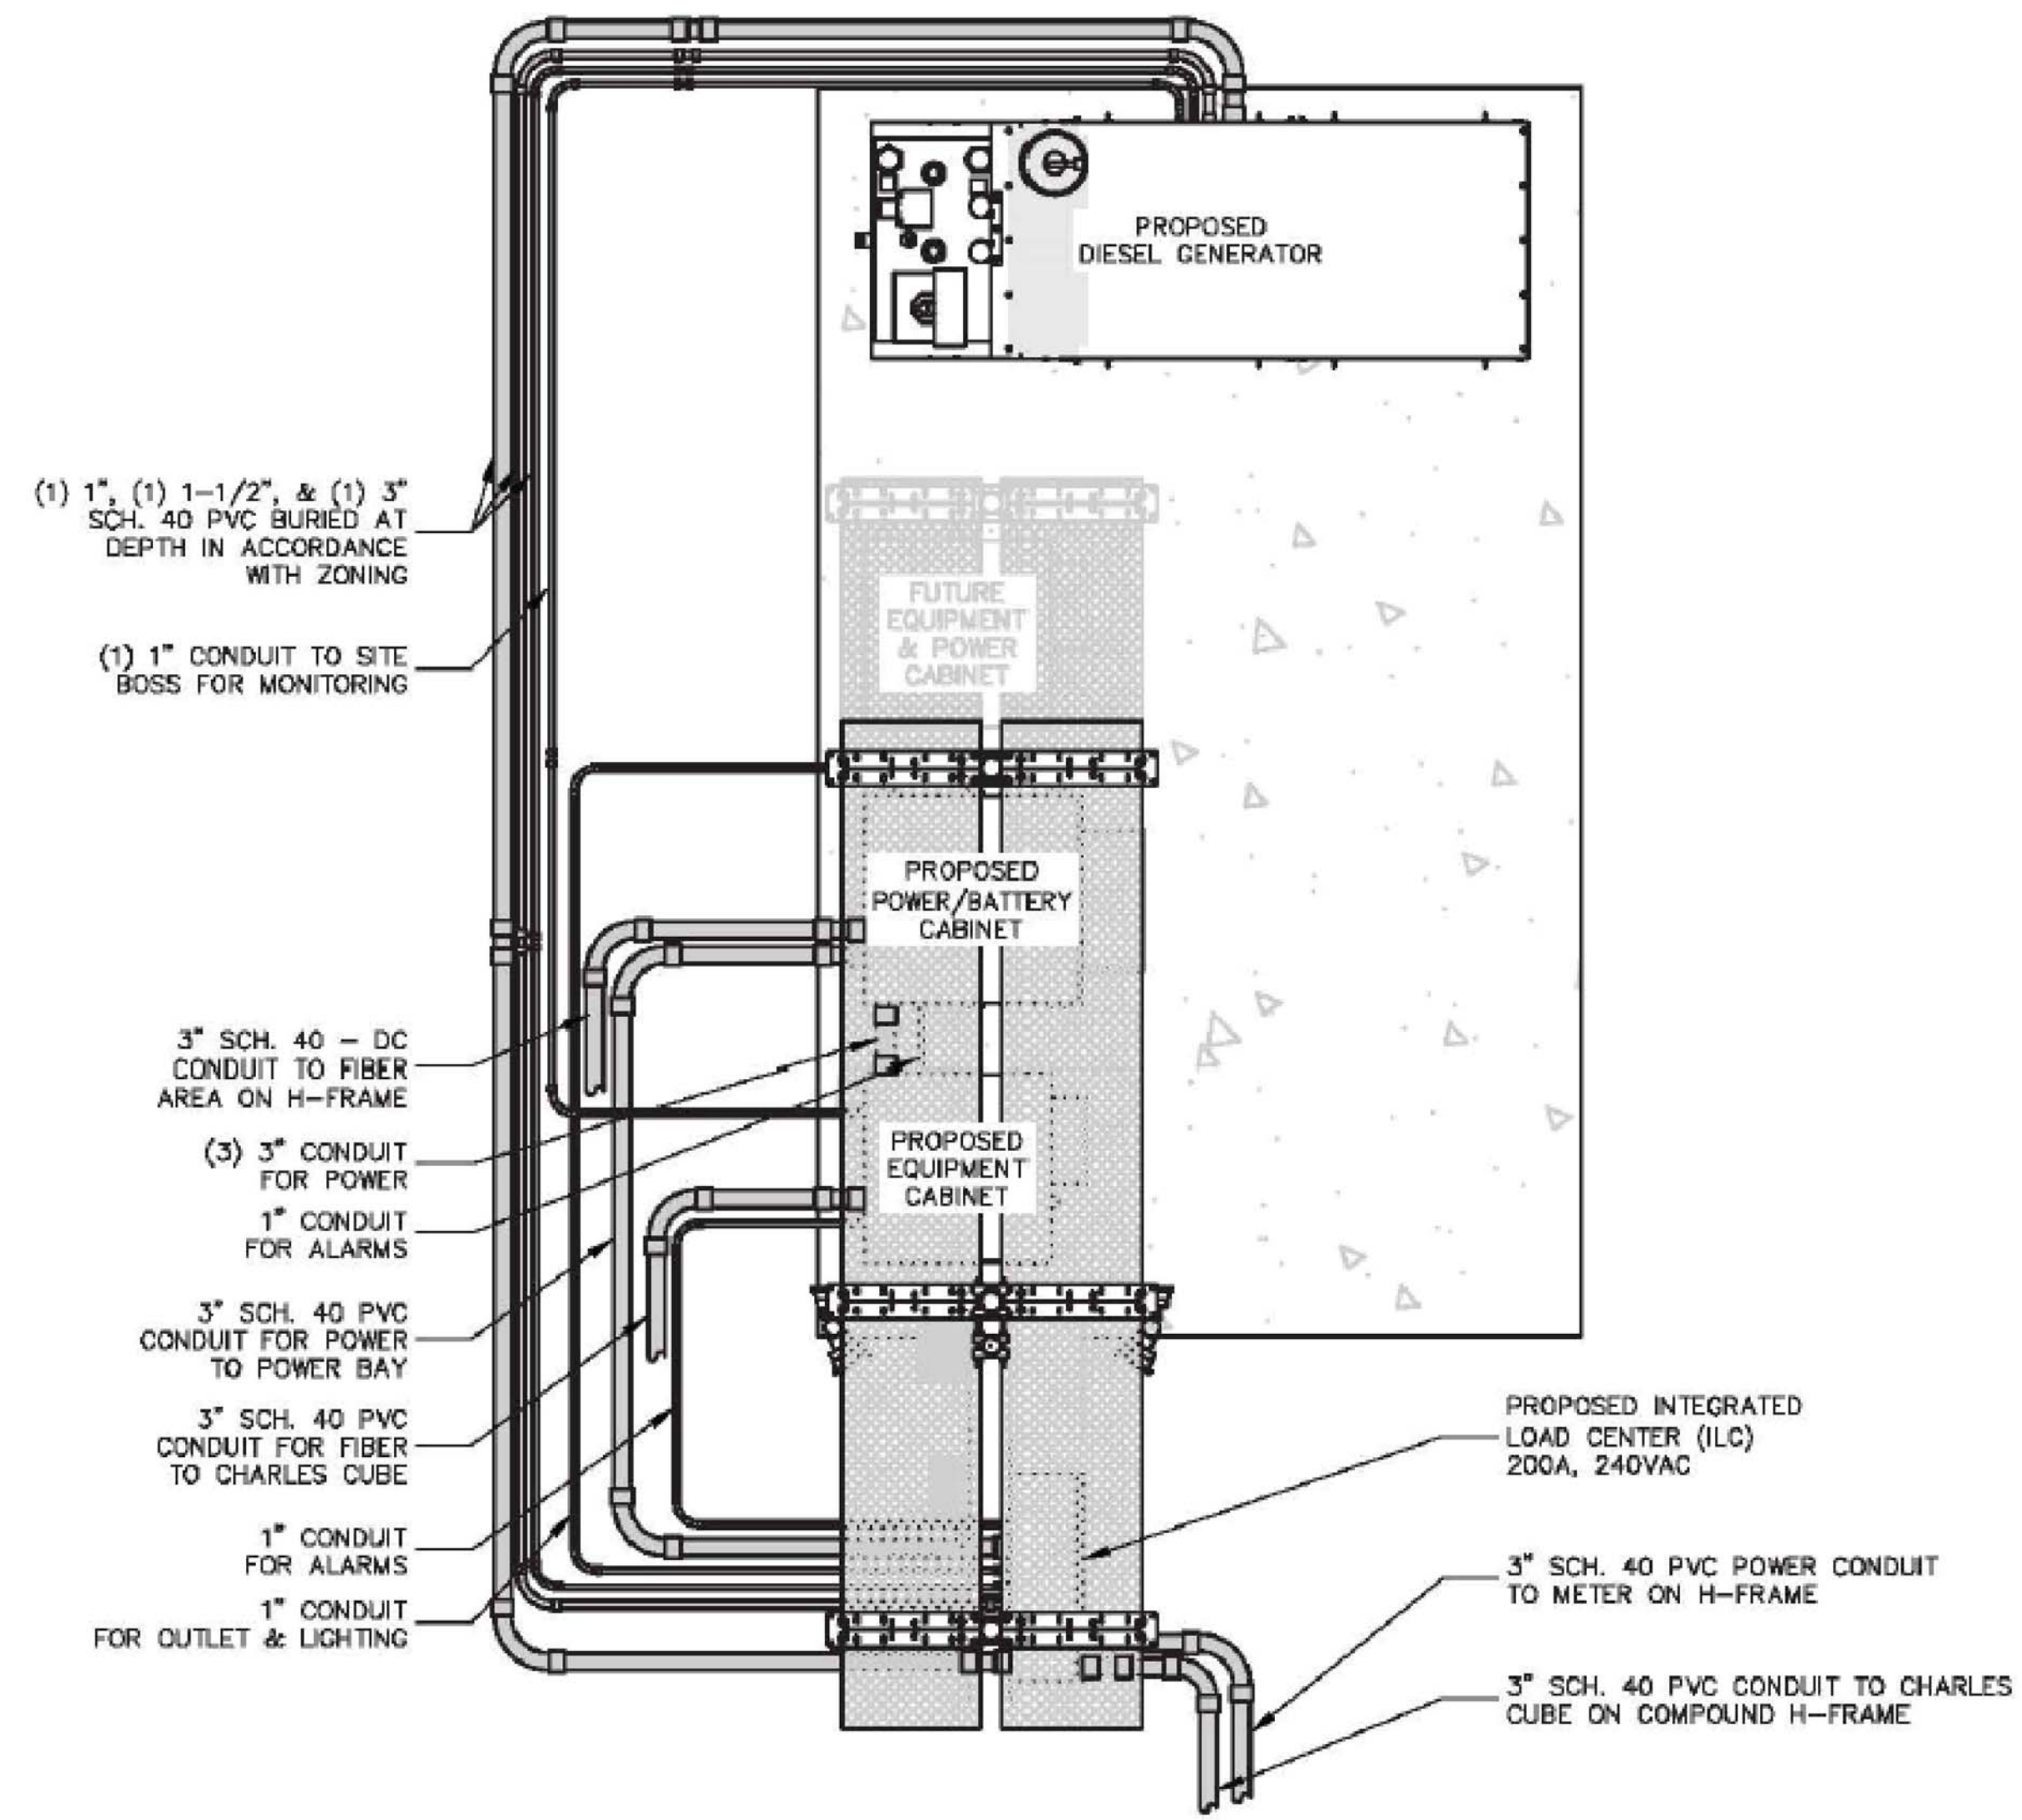 PROPOSED
DIESEL GENERATOR
(1) 1", (1) 1-1/2", & (1) 3"
SCH. 40 PVC BURIED AT
DEPTH IN ACCORDANCE
WITH ZONING
(1) 1" CONDUIT TO SITE
BOSS FOR MONITORING
FUTURE
EQUIPMENT
& POWER
CABINET
PROPOSED
POWER/BATTERY
CABINET
3" SCH. 40 - DC
CONDUIT TO FIBER
AREA ON H-FRAME
(3) 3" CONDUIT
FOR POWER
1" CONDUIT
FOR ALARMS
PROPOSED
EQUIPMENT
CABINET
3" SCH. 40 PVC
CONDUIT FOR POWER
TO POWER BAY
3" SCH. 40 PVC
CONDUIT FOR FIBER
TO CHARLES CUBE
1" CONDUIT
FOR ALARMS
1" CONDUIT
FOR OUTLET & LIGHTING
PROPOSED INTEGRATED
LOAD CENTER (ILC)
200A, 240VAC
3" SCH. 40 PVC POWER CONDUIT
TO METER ON H-FRAME
3" SCH. 40 PVC CONDUIT TO CHARLES
CUBE ON COMPOUND H-FRAME